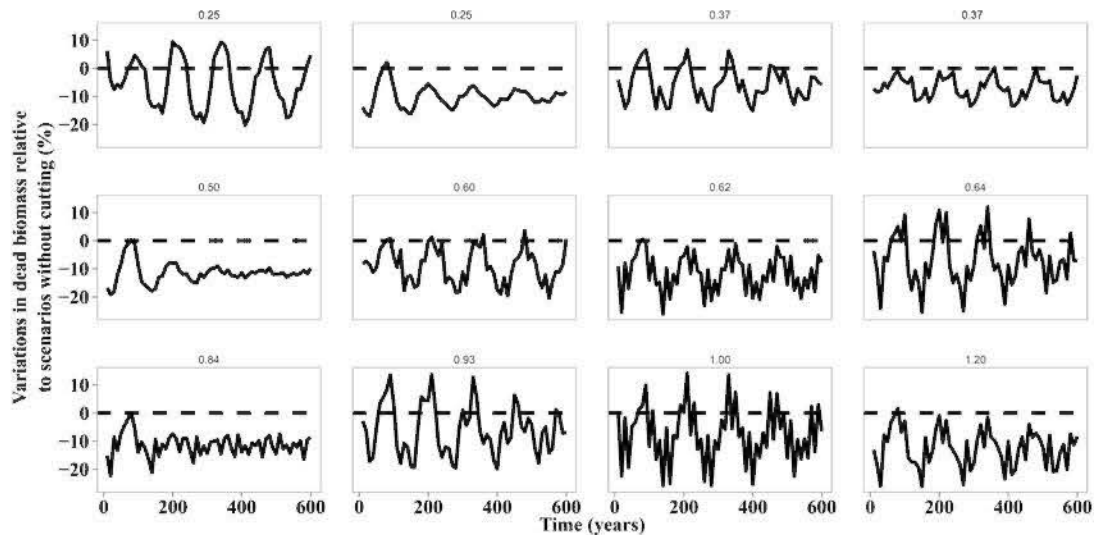 0.25 0.25 0.37 0.37
10
0
−10
−20
0.50 0.60 0.62 0.64
10
0
−10
−20
0.84 0.93 1.00 1.20
10
0
−10
−20
0 200 400 600 0 200 400 600 0 200 400 600 0 200 400 600
Time (years)
Variations in dead biomass relative
to scenarios without cutting (%)